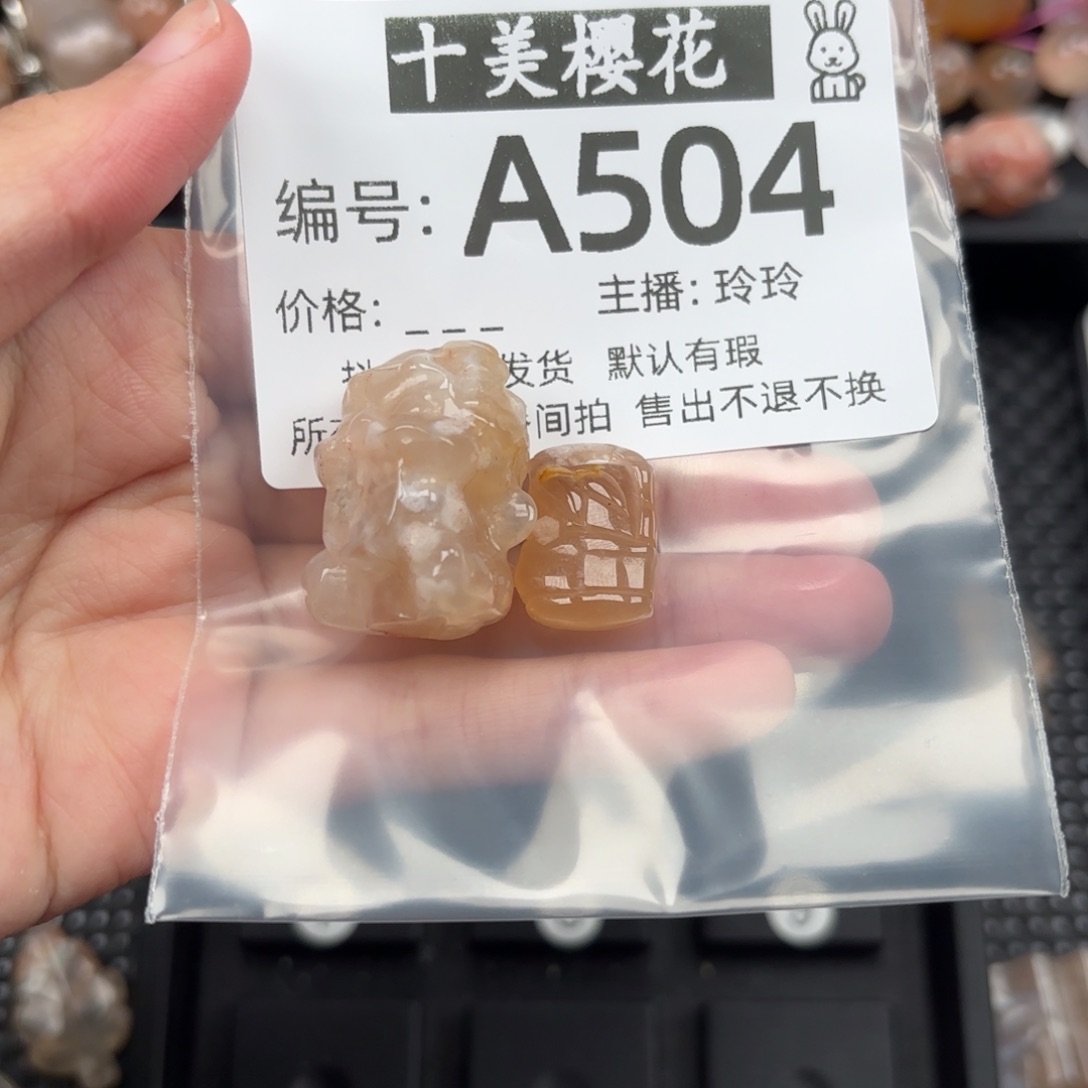 十美樱花
编号: A504
价格: _ _ _ 主播: 玲玲
发货 默认有瑕
所 间拍 售出不退不换